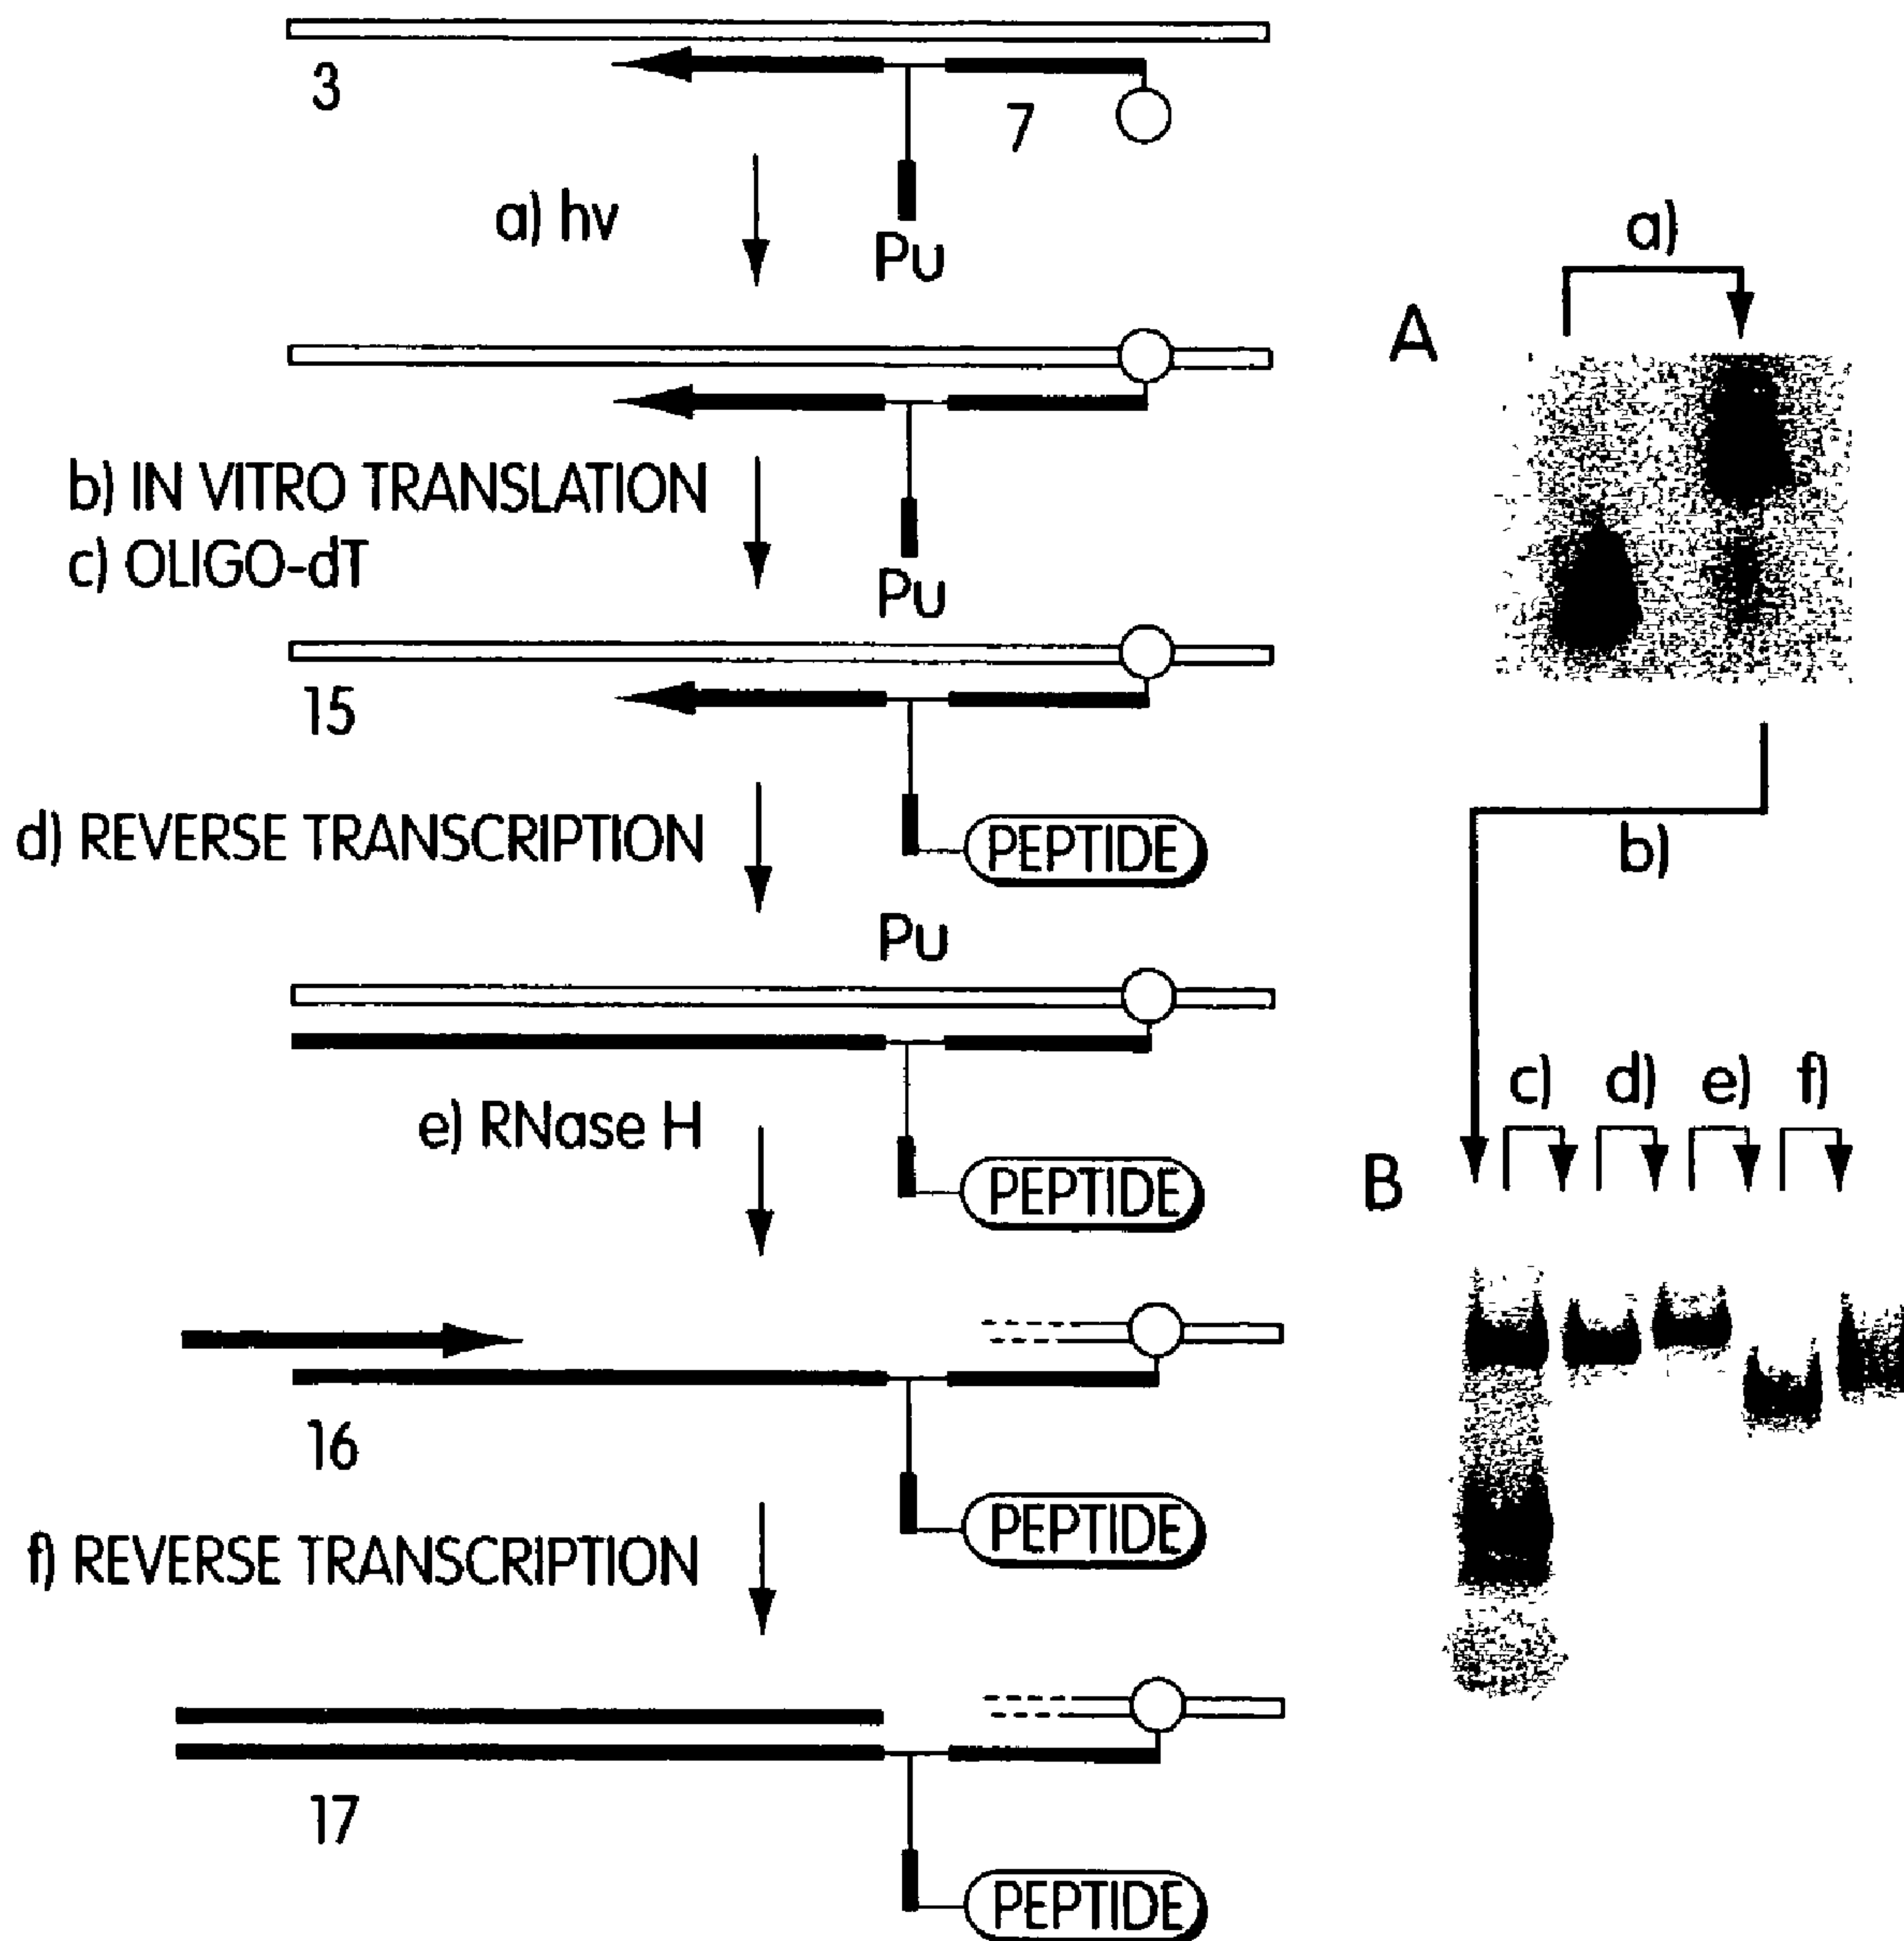 3
7
a) hv
Pu
b) IN VITRO TRANSLATION
c) OLIGO-dT
Pu
15
d) REVERSE TRANSCRIPTION
PEPTIDE
Pu
e) RNase H
PEPTIDE
16
PEPTIDE
f) REVERSE TRANSCRIPTION
17
PEPTIDE
a)
A
b)
c) d) e) f)
B